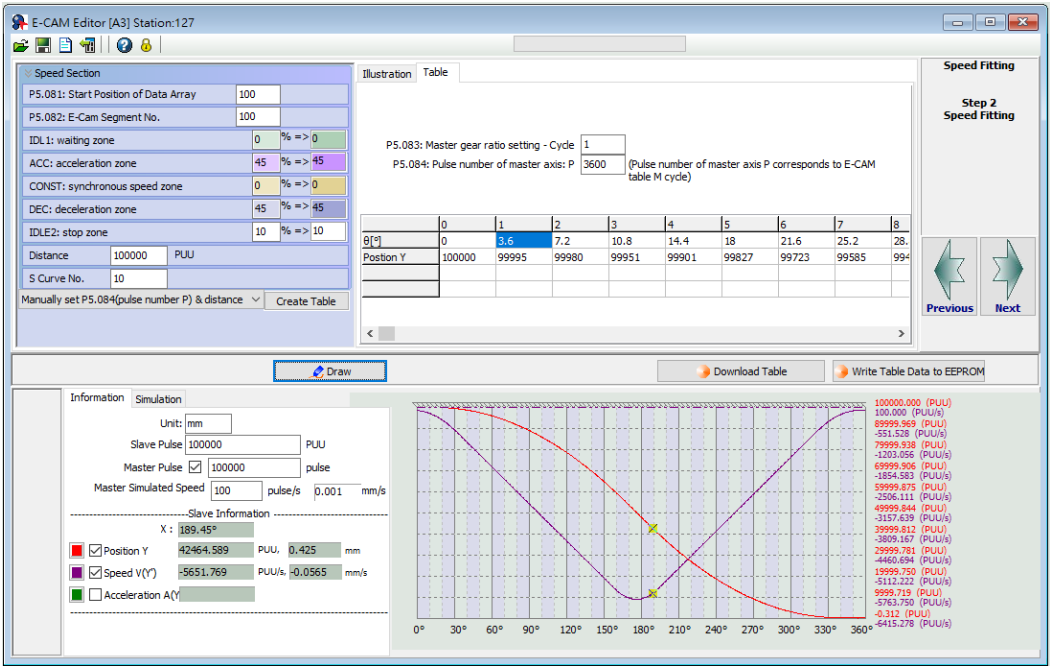 E-CAM Editor [A3] Station:127
Speed Section
P5.081: Start Position of Data Array 100
P5.082: E-Cam Segment No. 100
IDL1: waiting zone 0 % => 0
ACC: acceleration zone 45 % => 45
CONST: synchronous speed zone 0 % => 0
DEC: deceleration zone 45 % => 45
IDLE2: stop zone 10 % => 10
Distance 100000 PUU
S Curve No. 10
Manually set P5.084(pulse number P) & distance Create Table
Illustration Table
P5.083: Master gear ratio setting - Cycle 1
P5.084: Pulse number of master axis: P 3600 (Pulse number of master axis P corresponds to E-CAM
table M cycle)
0 1 2 3 4 5 6 7 8
θ[º] 0 3.6 7.2 10.8 14.4 18 21.6 25.2 28.
Postion Y 100000 99995 99980 99951 99901 99827 99723 99585 994
Speed Fitting
Step 2
Speed Fitting
Previous Next
Draw Download Table Write Table Data to EEPROM
Information Simulation
Unit: mm
Slave Pulse 100000 PUU
Master Pulse 100000 pulse
Master Simulated Speed 100 pulse/s 0.001 mm/s
Slave Information
X : 189.45°
Position Y 42464.589 PUU, 0.425 mm
Speed V(Y') -5651.769 PUU/s, -0.0565 mm/s
Acceleration A(Y
100000.000 (PUU)
100.000 (PUU/s)
89999.969 (PUU)
-551.528 (PUU/s)
79999.938 (PUU)
-1203.056 (PUU/s)
69999.906 (PUU)
-1854.583 (PUU/s)
59999.875 (PUU)
-2506.111 (PUU/s)
49999.844 (PUU)
-3157.639 (PUU/s)
39999.812 (PUU)
-3809.167 (PUU/s)
29999.781 (PUU)
-4460.694 (PUU/s)
19999.750 (PUU)
-5112.222 (PUU/s)
9999.719 (PUU)
-5763.750 (PUU/s)
-0.312 (PUU)
-6415.278 (PUU/s)
0° 30° 60° 90° 120° 150° 180° 210° 240° 270° 300° 330° 360°